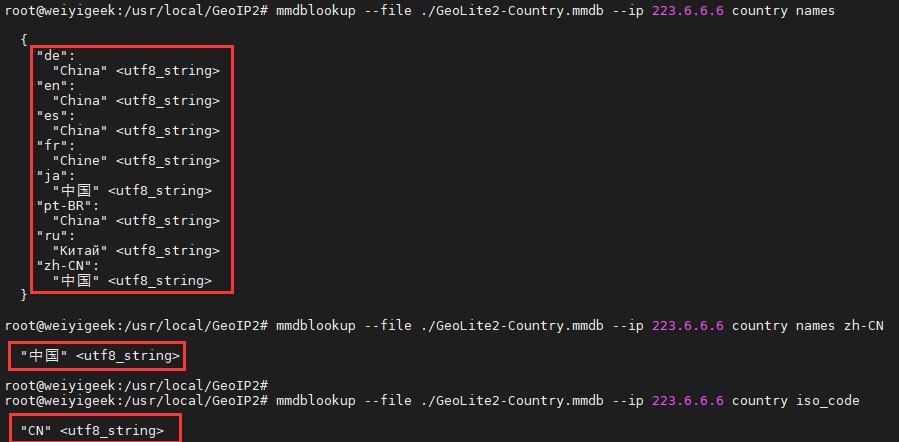 root@weiyigeek:/usr/local/GeoIP2# mmdblookup --file ./GeoLite2-Country.mmdb --ip 223.6.6.6 country names
{
"de":
"China" <utf8_string>
"en":
"China" <utf8_string>
"es":
"China" <utf8_string>
"fr":
"Chine" <utf8_string>
"ja":
"中国" <utf8_string>
"pt-BR":
"China" <utf8_string>
"ru":
"Китай" <utf8_string>
"zh-CN":
"中国" <utf8_string>
}
root@weiyigeek:/usr/local/GeoIP2# mmdblookup --file ./GeoLite2-Country.mmdb --ip 223.6.6.6 country names zh-CN
"中国" <utf8_string>
root@weiyigeek:/usr/local/GeoIP2#
root@weiyigeek:/usr/local/GeoIP2# mmdblookup --file ./GeoLite2-Country.mmdb --ip 223.6.6.6 country iso_code
"CN" <utf8_string>